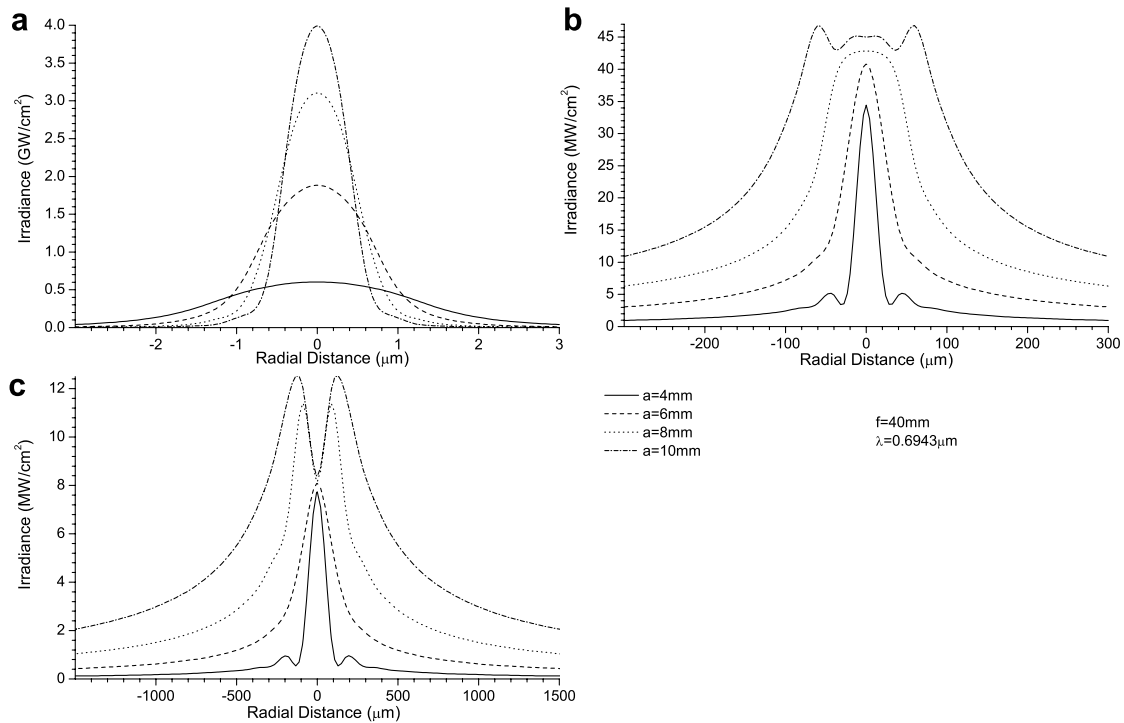 a
4.0
3.5
3.0
2.5
2.0
1.5
1.0
0.5
0.0
Irradiance (GW/cm2)
-2 -1 0 1 2 3
Radial Distance (μm)
b
45
40
35
30
25
20
15
10
5
0
Irradiance (MW/cm2)
-200 -100 0 100 200 300
Radial Distance (μm)
c
12
10
8
6
4
2
0
Irradiance (MW/cm2)
-1000 -500 0 500 1000 1500
Radial Distance (μm)
a=4mm
a=6mm
a=8mm
a=10mm
f=40mm
λ=0.6943μm